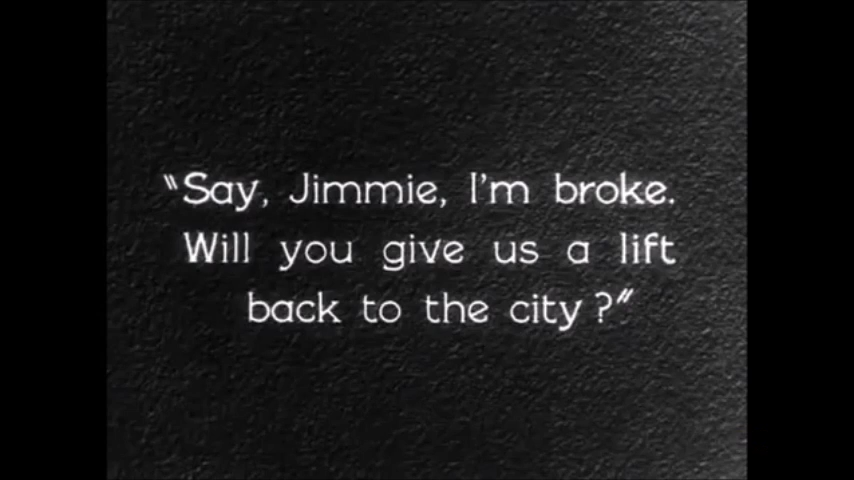 "Say, Jimmie, I'm broke.
Will you give us a lift
back to the city?"